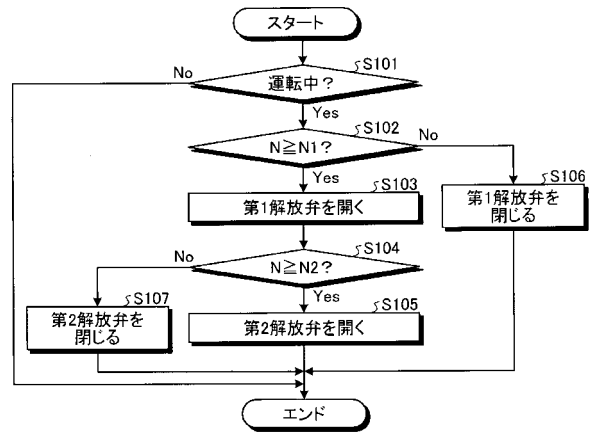 スタート
S101
運転中？
No
Yes
S102
N≧N1？
No
Yes
S103
第1解放弁を開く
S106
第1解放弁を
閉じる
S104
N≧N2？
No
Yes
S107
第2解放弁を
閉じる
S105
第2解放弁を開く
エンド